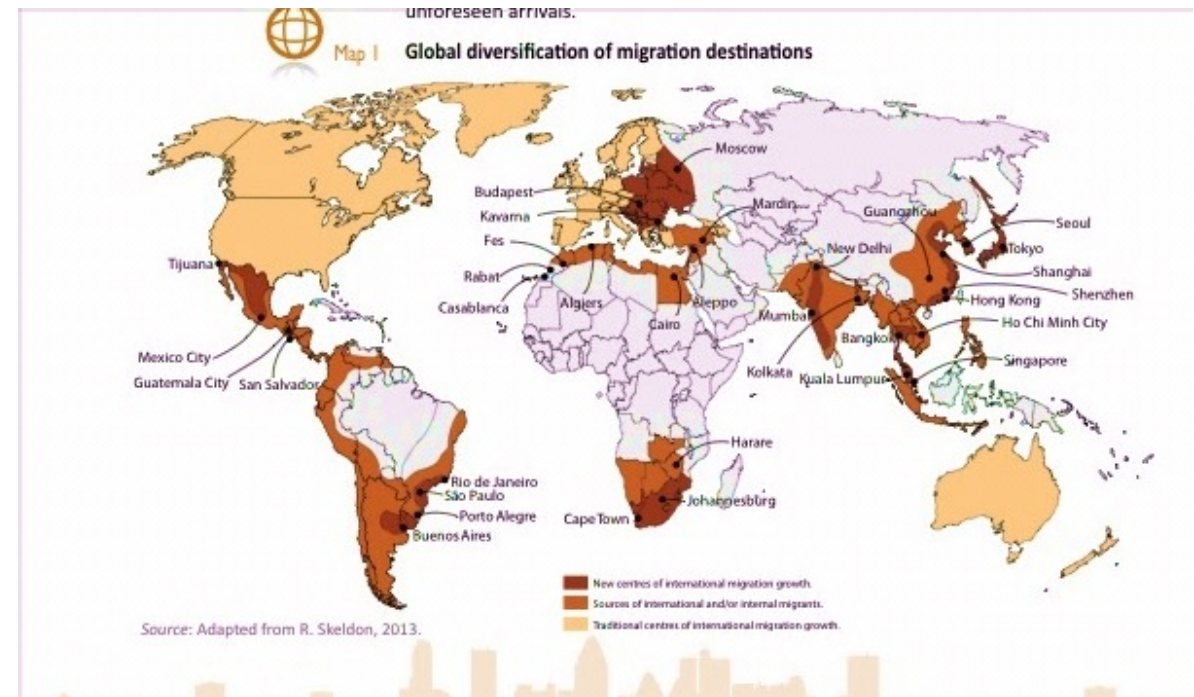 unforeseen arrivals.
Map 1 Global diversification of migration destinations
Moscow
Budapest
Kavarna
Mardin
Guangzhou
Fes
Seoul
New Delhi
Tokyo
Tijuana
Rabat
Shanghai
Casablanca
Algiers
Aleppo
Shenzhen
Hong Kong
Cairo
Mumbai
Ho Chi Minh City
Bangkok
Mexico City
Singapore
Guatemala City
San Salvador
Kolkata
Kuala Lumpur
Harare
Rio de Janeiro
São Paulo
Johannesburg
Porto Alegre
Cape Town
Buenos Aires
New centres of international migration growth.
Sources of international and/or internal migrants.
Traditional centres of international migration growth.
Source: Adapted from R. Skeldon, 2013.